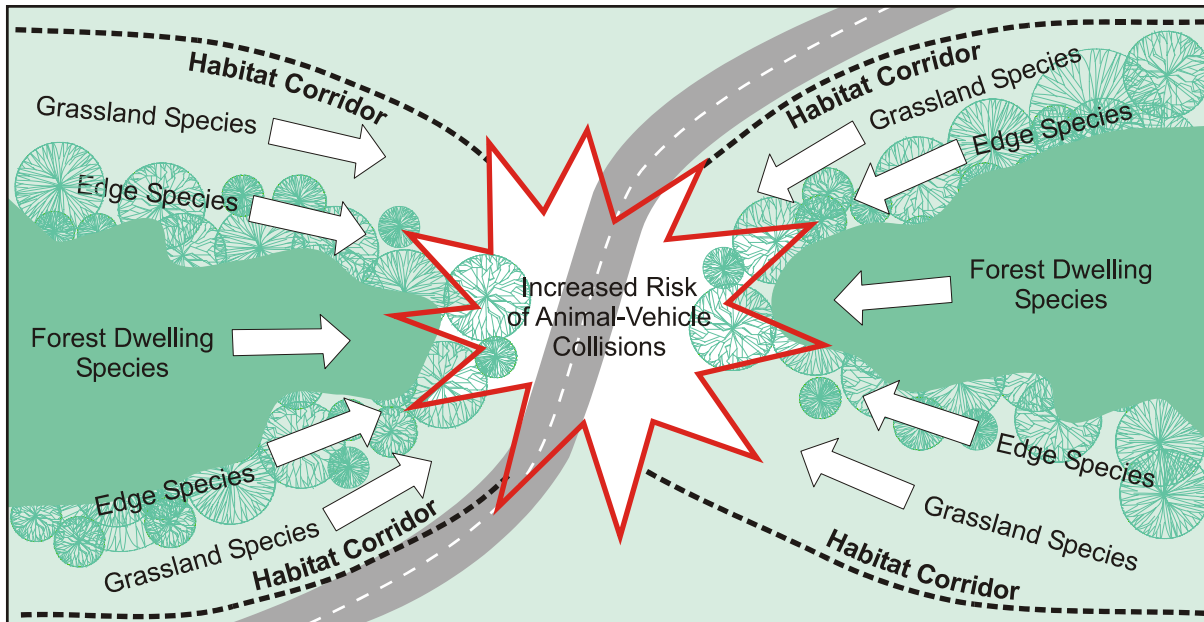 Habitat Corridor
Grassland Species
Edge Species
Forest Dwelling
Species
Edge Species
Grassland Species
Habitat Corridor
Increased Risk
of Animal-Vehicle
Collisions
Habitat Corridor
Grassland Species
Edge Species
Forest Dwelling
Species
Edge Species
Grassland Species
Habitat Corridor